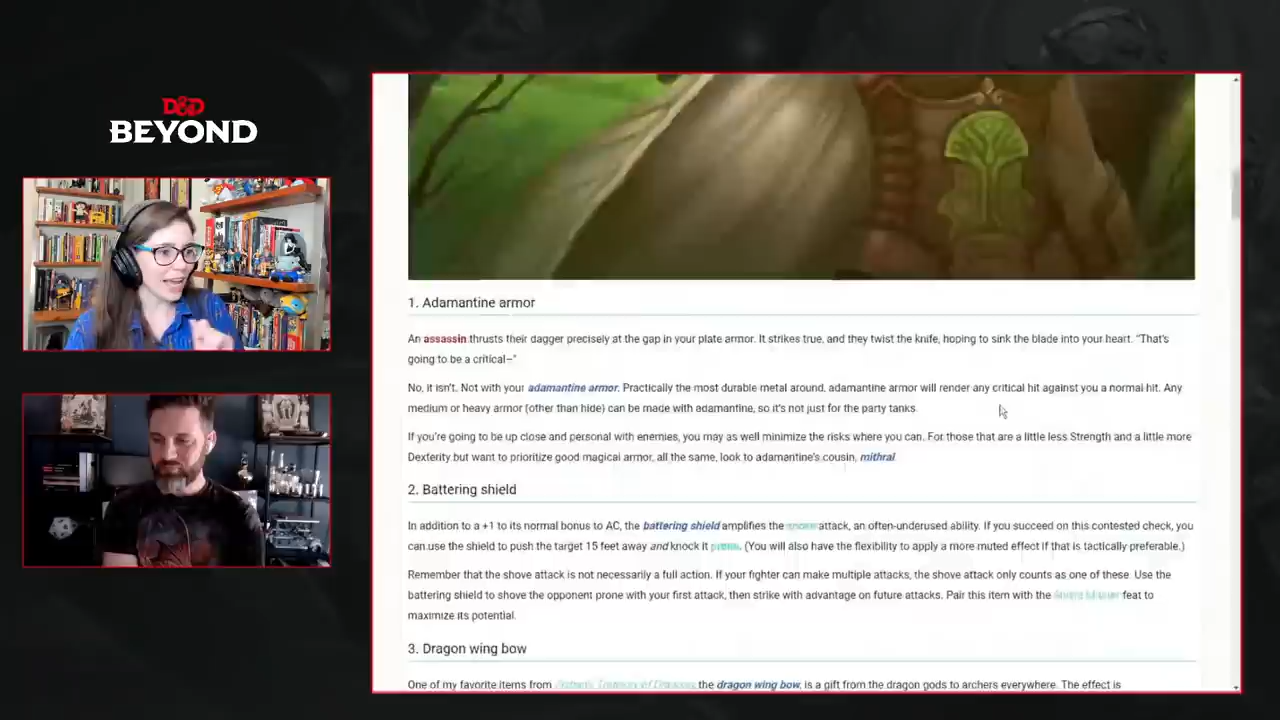 D&D
BEYOND
1. Adamantine armor
An assassin thrusts their dagger precisely at the gap in your plate armor. It strikes true, and they twist the knife, hoping to sink the blade into your heart. "That's
going to be a critical–"
No, it isn't. Not with your adamantine armor. Practically the most durable metal around, adamantine armor will render any critical hit against you a normal hit. Any
medium or heavy armor (other than hide) can be made with adamantine, so it's not just for the party tanks.
If you're going to be up close and personal with enemies, you may as well minimize the risks where you can. For those that are a little less Strength and a little more
Dexterity but want to prioritize good magical armor, all the same, look to adamantine's cousin, mithral.
2. Battering shield
In addition to a +1 to its normal bonus to AC, the battering shield amplifies the shove attack, an often-underused ability. If you succeed on this contested check, you
can use the shield to push the target 15 feet away and knock it prone. (You will also have the flexibility to apply a more muted effect if that is tactically preferable.)
Remember that the shove attack is not necessarily a full action. If your fighter can make multiple attacks, the shove attack only counts as one of these. Use the
battering shield to shove the opponent prone with your first attack, then strike with advantage on future attacks. Pair this item with the Shield Master feat to
maximize its potential.
3. Dragon wing bow
One of my favorite items from Fizban's Treasury of Dragons, the dragon wing bow, is a gift from the dragon gods to archers everywhere. The effect is